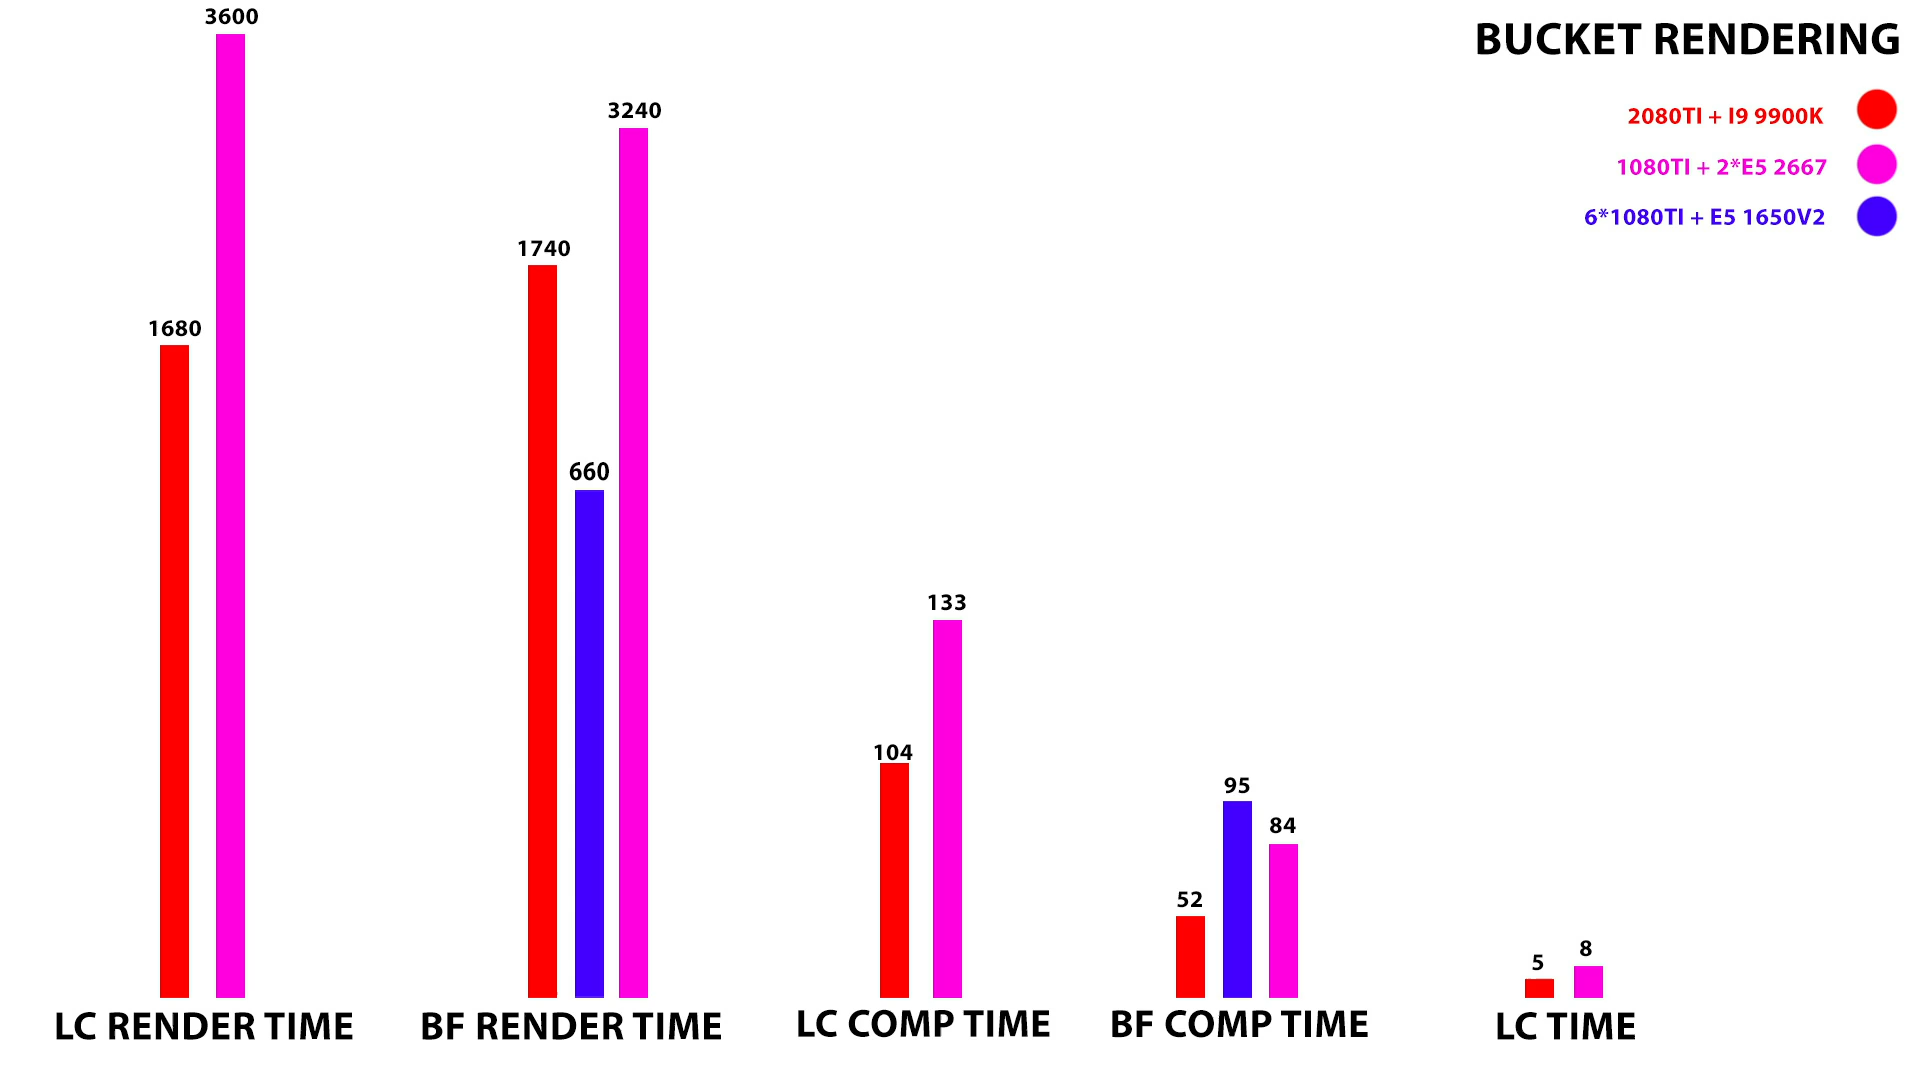 BUCKET RENDERING
2080TI + I9 9900K
1080TI + 2*E5 2667
6*1080TI + E5 1650V2
3600
1680
3240
1740
660
133
104
95
84
52
8
5
LC RENDER TIME
BF RENDER TIME
LC COMP TIME
BF COMP TIME
LC TIME